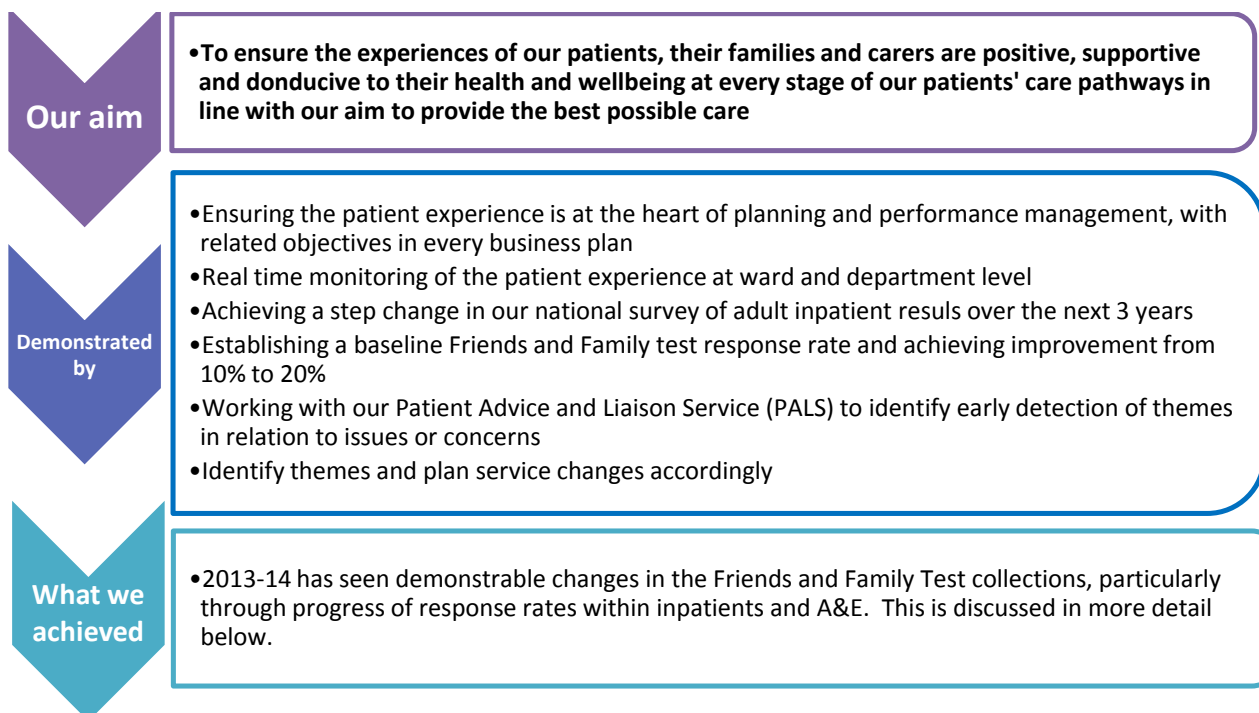 Our aim
•To ensure the experiences of our patients, their families and carers are positive, supportive
and donducive to their health and wellbeing at every stage of our patients' care pathways in
line with our aim to provide the best possible care
Demonstrated
by
•Ensuring the patient experience is at the heart of planning and performance management, with
related objectives in every business plan
•Real time monitoring of the patient experience at ward and department level
•Achieving a step change in our national survey of adult inpatient resuls over the next 3 years
•Establishing a baseline Friends and Family test response rate and achieving improvement from
10% to 20%
•Working with our Patient Advice and Liaison Service (PALS) to identify early detection of themes
in relation to issues or concerns
•Identify themes and plan service changes accordingly
What we
achieved
•2013-14 has seen demonstrable changes in the Friends and Family Test collections, particularly
through progress of response rates within inpatients and A&E.  This is discussed in more detail
below.